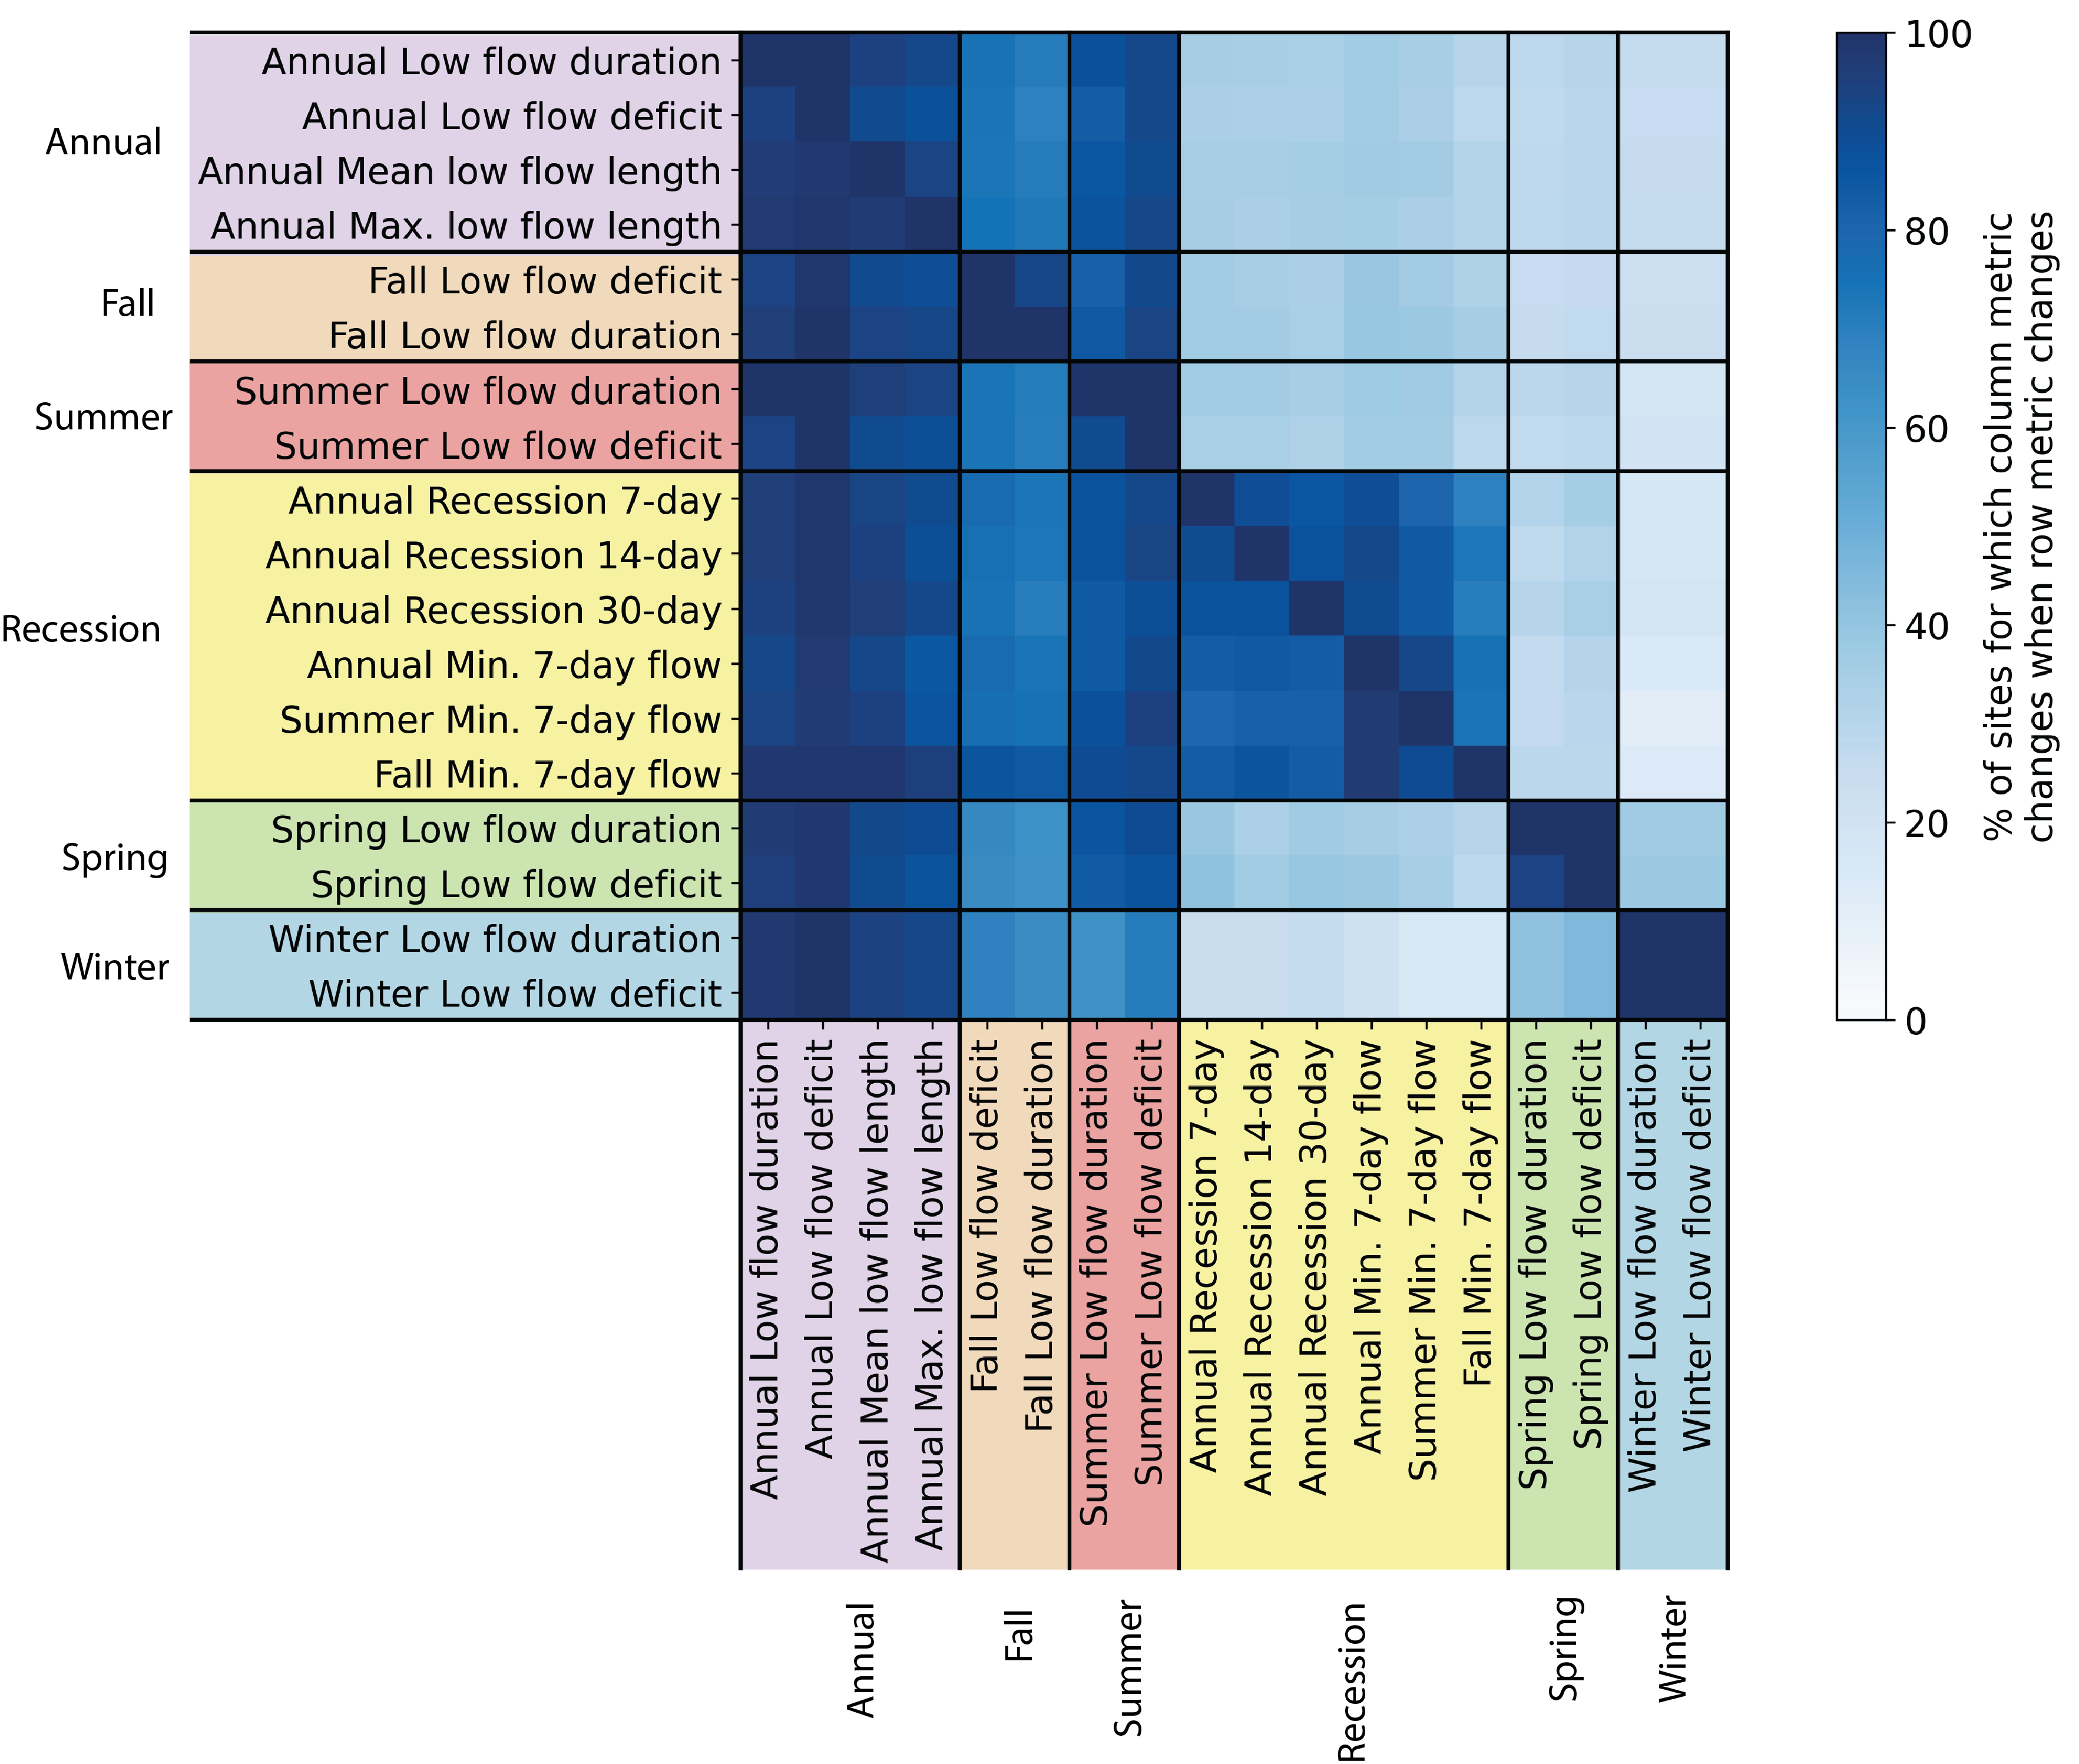 Annual
Fall
Summer
Recession
Spring
Winter
Annual Low flow duration
Annual Low flow deficit
Annual Mean low flow length
Annual Max. low flow length
Fall Low flow deficit
Fall Low flow duration
Summer Low flow duration
Summer Low flow deficit
Annual Recession 7-day
Annual Recession 14-day
Annual Recession 30-day
Annual Min. 7-day flow
Summer Min. 7-day flow
Fall Min. 7-day flow
Spring Low flow duration
Spring Low flow deficit
Winter Low flow duration
Winter Low flow deficit
Annual Low flow duration
Annual Low flow deficit
Annual Mean low flow length
Annual Max. low flow length
Fall Low flow deficit
Fall Low flow duration
Summer Low flow duration
Summer Low flow deficit
Annual Recession 7-day
Annual Recession 14-day
Annual Recession 30-day
Annual Min. 7-day flow
Summer Min. 7-day flow
Fall Min. 7-day flow
Spring Low flow duration
Spring Low flow deficit
Winter Low flow duration
Winter Low flow deficit
Annual
Fall
Summer
Recession
Spring
Winter
100
80
60
40
20
0
% of sites for which column metric
changes when row metric changes